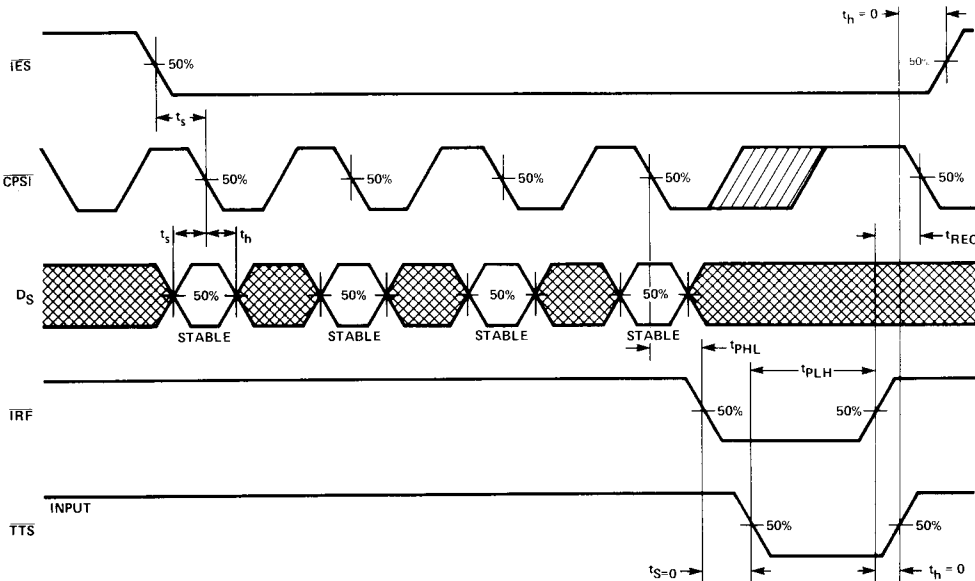 t_h = 0
IES 50% 50%
t_s
CPSI 50% 50% 50% 50% 50%
t_s t_h t_REC
D_S 50% 50% 50% 50%
STABLE STABLE STABLE STABLE
t_PHL
t_PLH
IRF 50% 50%
INPUT
TTS 50% 50%
t_S=0 t_h = 0